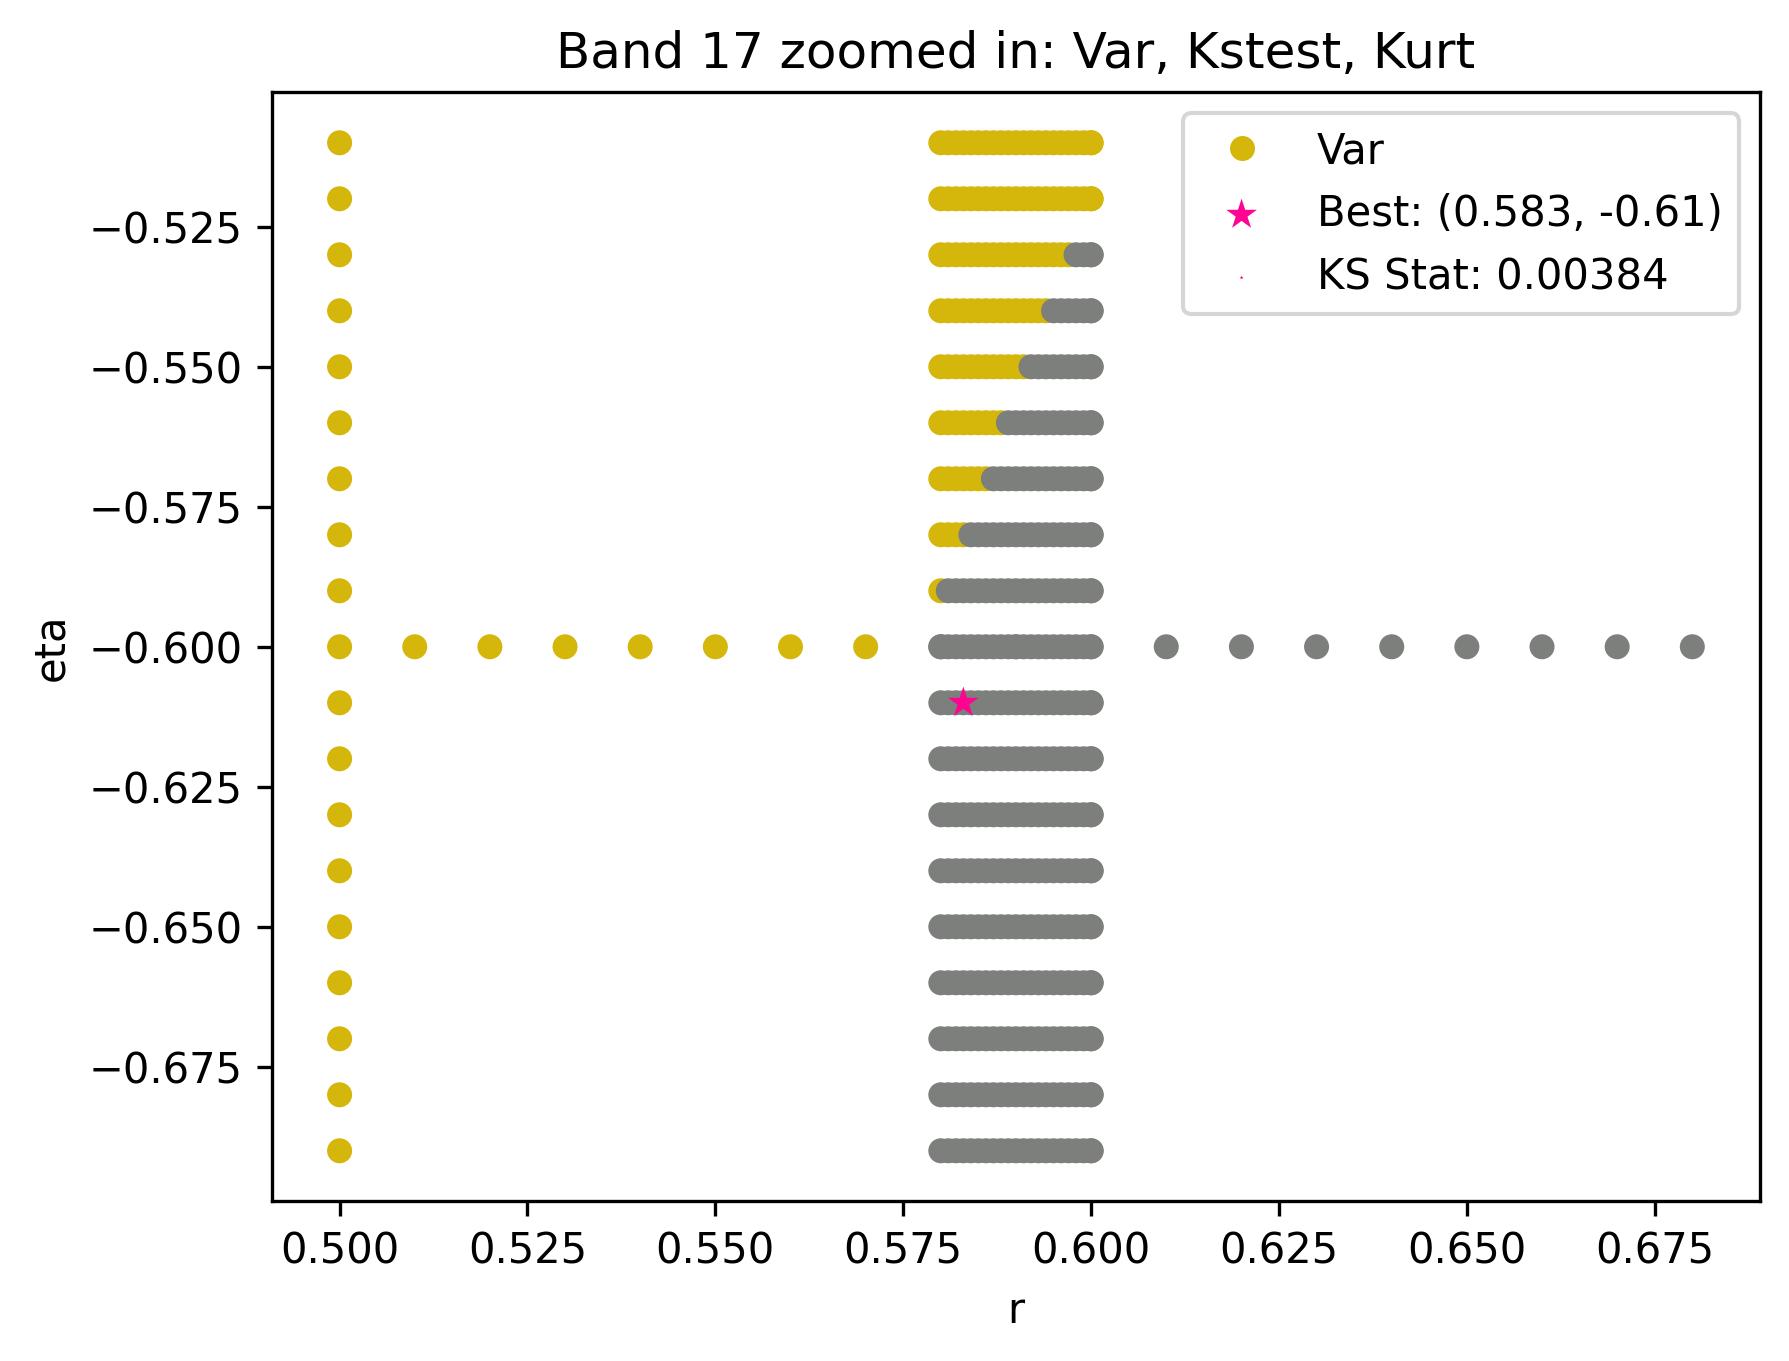 Band 17 zoomed in: Var, Kstest, Kurt
Var
Best: (0.583, -0.61)
KS Stat: 0.00384
−0.525
−0.550
−0.575
−0.600
−0.625
−0.650
−0.675
eta
0.500 0.525 0.550 0.575 0.600 0.625 0.650 0.675
r